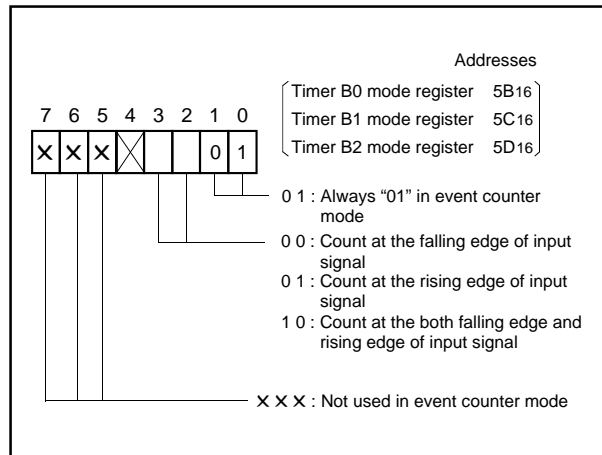 Addresses
Timer B0 mode register 5B16
Timer B1 mode register 5C16
Timer B2 mode register 5D16
7 6 5 4 3 2 1 0
× × × 0 1
0 1 : Always “01” in event counter
mode
0 0 : Count at the falling edge of input
signal
0 1 : Count at the rising edge of input
signal
1 0 : Count at the both falling edge and
rising edge of input signal
× × × : Not used in event counter mode